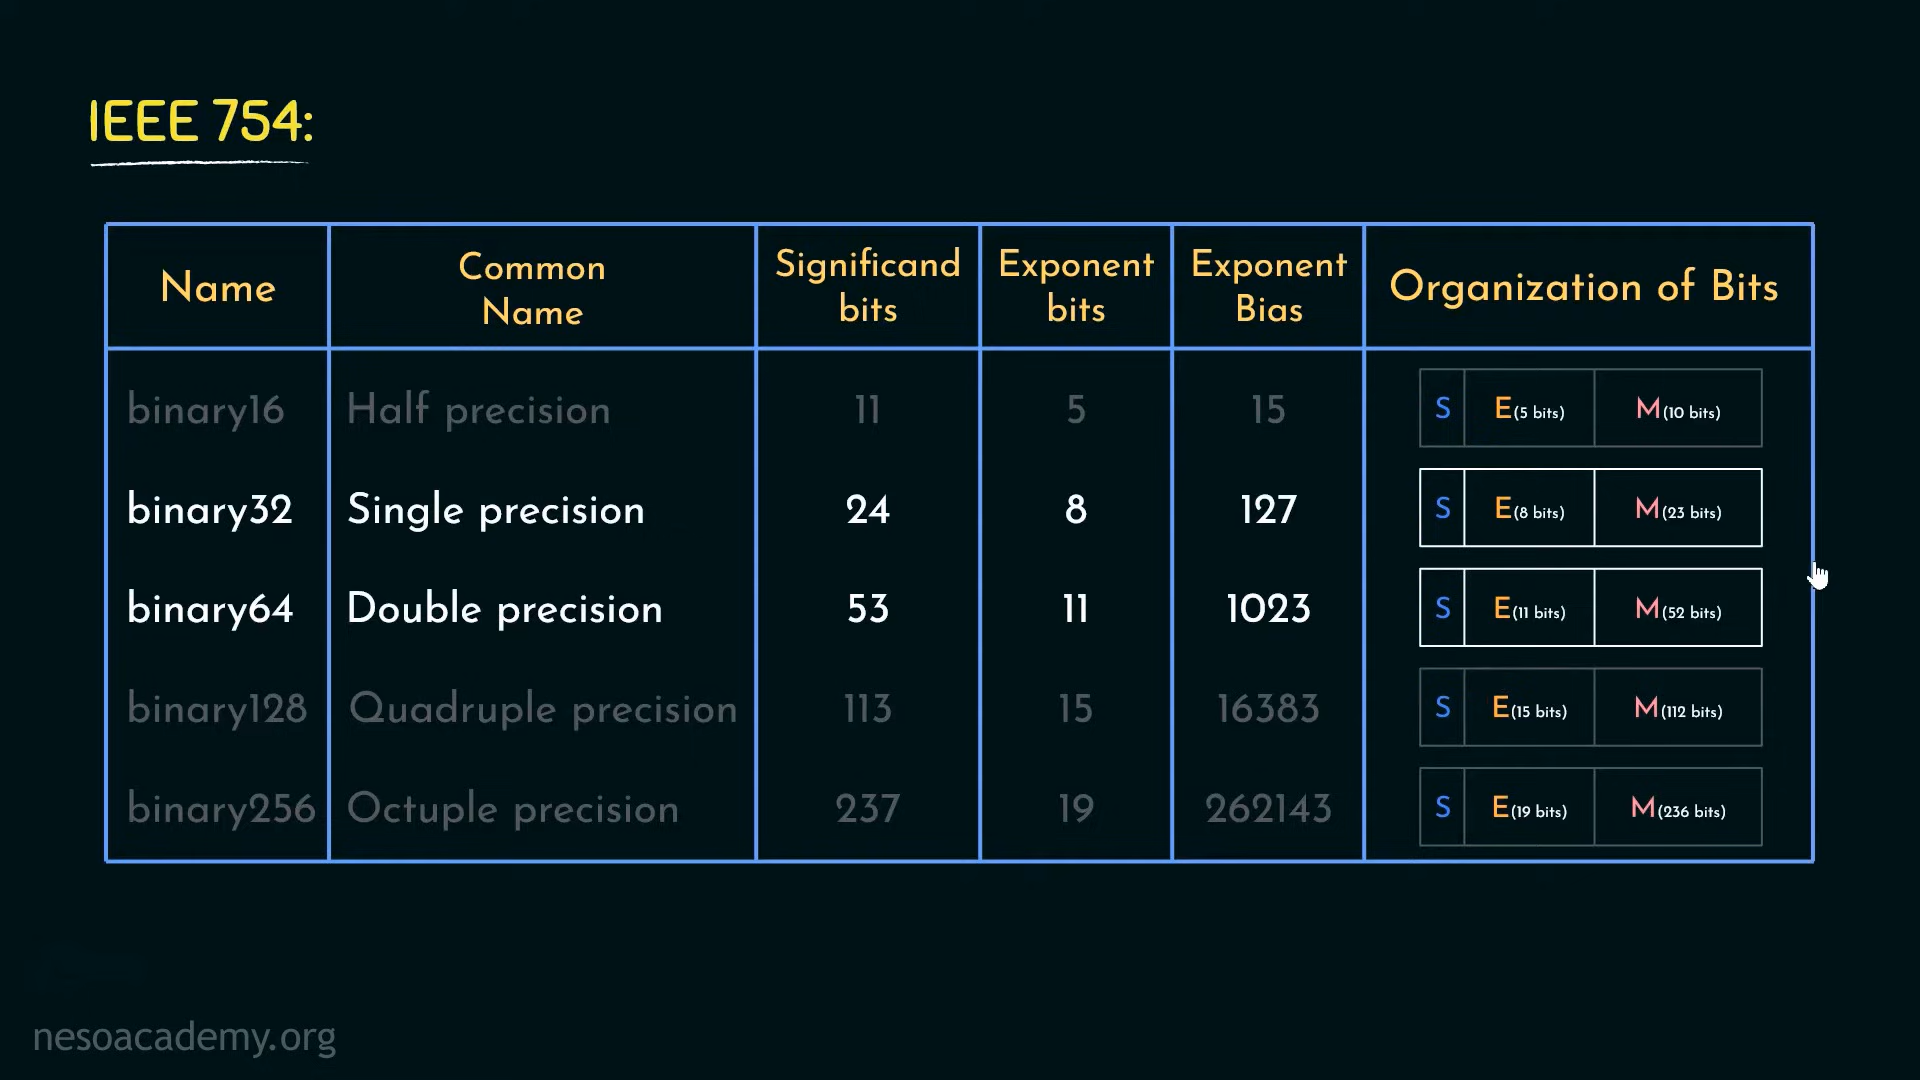 IEEE 754:
Name
Common
Name
Significand
bits
Exponent
bits
Exponent
Bias
Organization of Bits
binary16 Half precision 11 5 15 S E(5 bits) M(10 bits)
binary32 Single precision 24 8 127 S E(8 bits) M(23 bits)
binary64 Double precision 53 11 1023 S E(11 bits) M(52 bits)
binary128 Quadruple precision 113 15 16383 S E(15 bits) M(112 bits)
binary256 Octuple precision 237 19 262143 S E(19 bits) M(236 bits)
nesoacademy.org